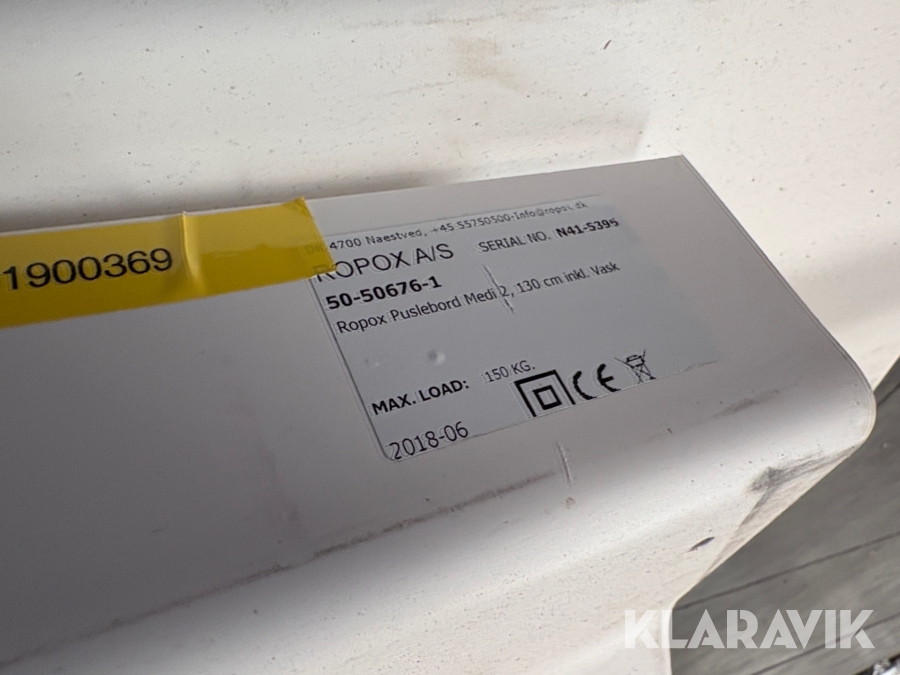 1900369
4700 Naestved, +45 55750500-Info@ropox.dk
ROPOX A/S SERIAL NO. N41-5395
50-50676-1
Ropox Puslebord Medi 2, 130 cm inkl. Vask
MAX. LOAD: 150 KG.
CE
2018-06
KLARAVIK